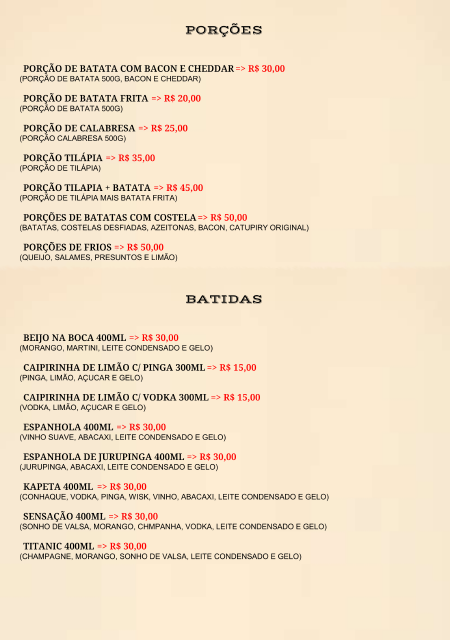 PORÇÕES
PORÇÃO DE BATATA COM BACON E CHEDDAR => R$ 30,00
(PORÇÃO DE BATATA 500G, BACON E CHEDDAR)
PORÇÃO DE BATATA FRITA => R$ 20,00
(PORÇÃO DE BATATA 500G)
PORÇÃO DE CALABRESA => R$ 25,00
(PORÇÃO CALABRESA 500G)
PORÇÃO TILÁPIA => R$ 35,00
(PORÇÃO DE TILÁPIA)
PORÇÃO TILAPIA + BATATA => R$ 45,00
(PORÇÃO DE TILÁPIA MAIS BATATA FRITA)
PORÇÕES DE BATATAS COM COSTELA => R$ 50,00
(BATATAS, COSTELAS DESFIADAS, AZEITONAS, BACON, CATUPIRY ORIGINAL)
PORÇÕES DE FRIOS => R$ 50,00
(QUEIJO, SALAMES, PRESUNTOS E LIMÃO)
BATIDAS
BEIJO NA BOCA 400ML => R$ 30,00
(MORANGO, MARTINI, LEITE CONDENSADO E GELO)
CAIPIRINHA DE LIMÃO C/ PINGA 300ML => R$ 15,00
(PINGA, LIMÃO, AÇUCAR E GELO)
CAIPIRINHA DE LIMÃO C/ VODKA 300ML => R$ 15,00
(VODKA, LIMÃO, AÇUCAR E GELO)
ESPANHOLA 400ML => R$ 30,00
(VINHO SUAVE, ABACAXI, LEITE CONDENSADO E GELO)
ESPANHOLA DE JURUPINGA 400ML => R$ 30,00
(JURUPINGA, ABACAXI, LEITE CONDENSADO E GELO)
KAPETA 400ML => R$ 30,00
(CONHAQUE, VODKA, PINGA, WISK, VINHO, ABACAXI, LEITE CONDENSADO E GELO)
SENSAÇÃO 400ML => R$ 30,00
(SONHO DE VALSA, MORANGO, CHMPANHA, VODKA, LEITE CONDENSADO E GELO)
TITANIC 400ML => R$ 30,00
(CHAMPAGNE, MORANGO, SONHO DE VALSA, LEITE CONDENSADO E GELO)